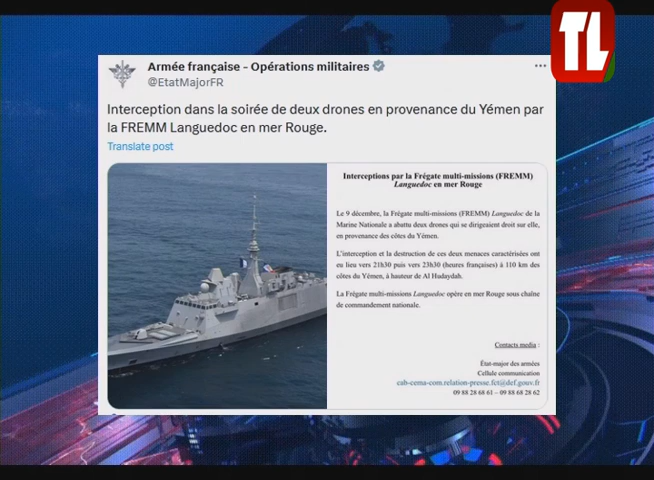 TL
Armée française - Opérations militaires
@EtatMajorFR
Interception dans la soirée de deux drones en provenance du Yémen par
la FREMM Languedoc en mer Rouge.
Translate post
Interceptions par la Frégate multi-missions (FREMM)
Languedoc en mer Rouge
Le 9 décembre, la Frégate multi-missions (FREMM) Languedoc de la
Marine Nationale a abattu deux drones qui se dirigeaient droit sur elle,
en provenance des côtes du Yémen.
L'interception et la destruction de ces deux menaces caractérisées ont
eu lieu vers 21h30 puis vers 23h30 (heures françaises) à 110 km des
côtes du Yémen, à hauteur de Al Hudaydah.
La Frégate multi-missions Languedoc opère en mer Rouge sous chaîne
de commandement nationale.
Contacts media :
État-major des armées
Cellule communication
cab-cema-com.relation-presse.fct@def.gouv.fr
09 88 28 68 61 – 09 88 68 28 62